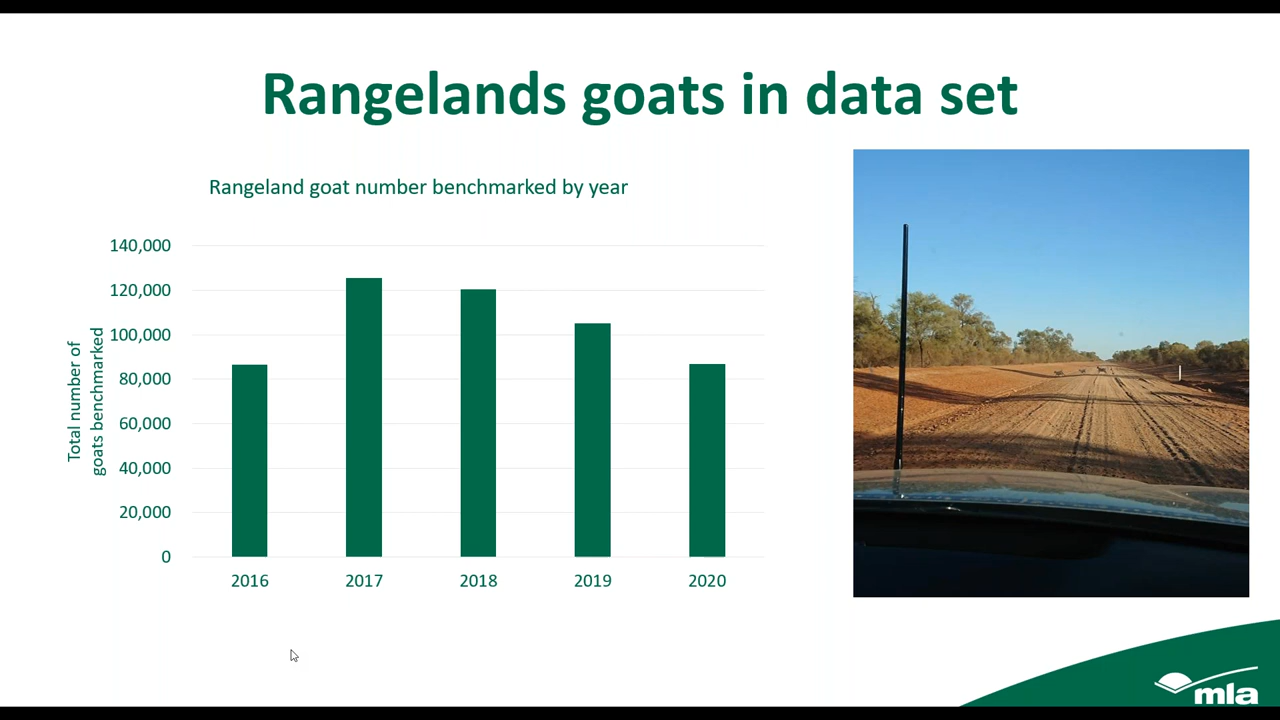 Rangelands goats in data set
Rangeland goat number benchmarked by year
Total number of
goats benchmarked
140,000
120,000
100,000
80,000
60,000
40,000
20,000
0
2016 2017 2018 2019 2020
mla